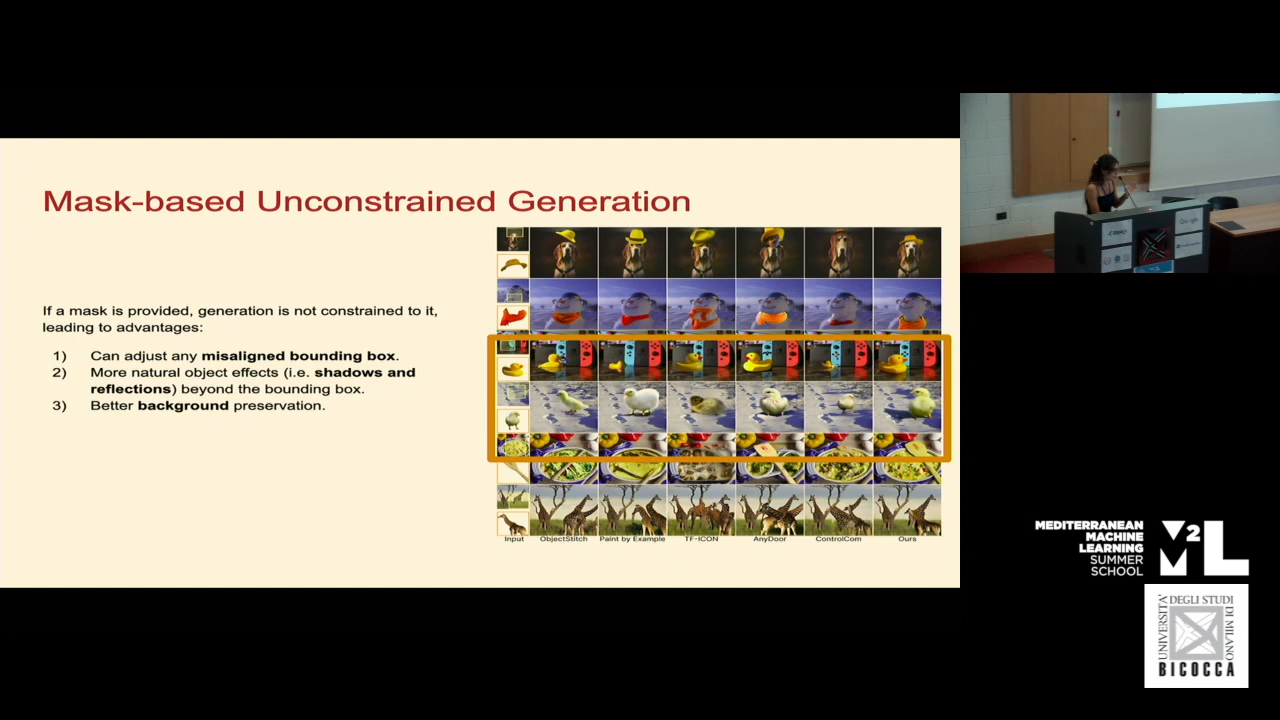 Mask-based Unconstrained Generation
If a mask is provided, generation is not constrained to it,
leading to advantages:
1) Can adjust any misaligned bounding box.
2) More natural object effects (i.e. shadows and
reflections) beyond the bounding box.
3) Better background preservation.
Input ObjectStitch Paint by Example TF-ICON AnyDoor ControlCom Ours
MEDITERRANEAN
MACHINE
LEARNING
SUMMER
SCHOOL
M2L
UNIVERSITA'
DEGLI STUDI
DI MILANO
BICOCCA